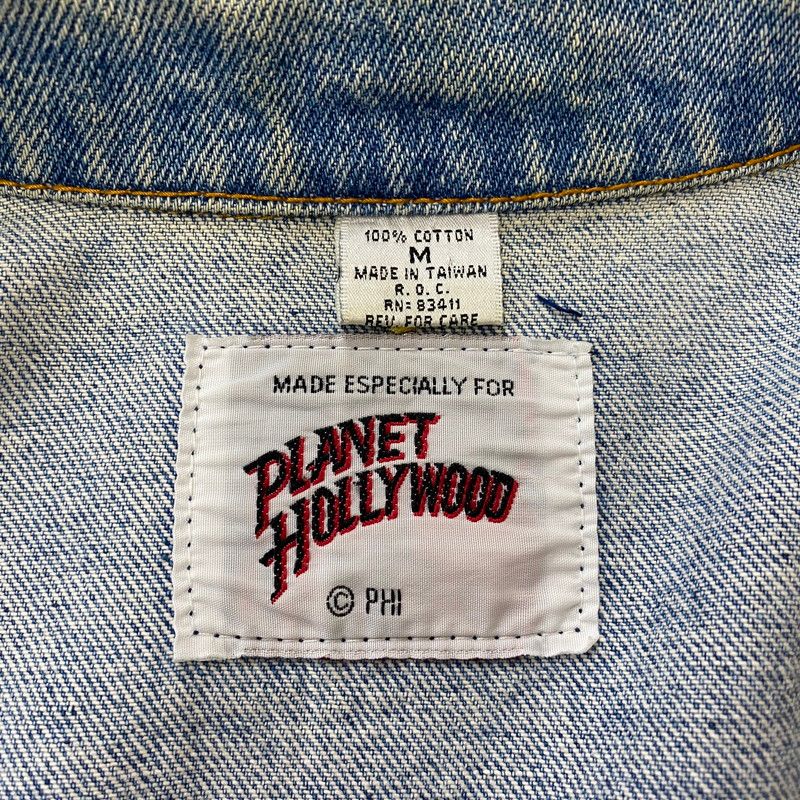 100% COTTON
M
MADE IN TAIWAN
R.O.C.
RN: 83411
REV. FOR CARE
MADE ESPECIALLY FOR
PLANET
HOLLYWOOD
© PHI